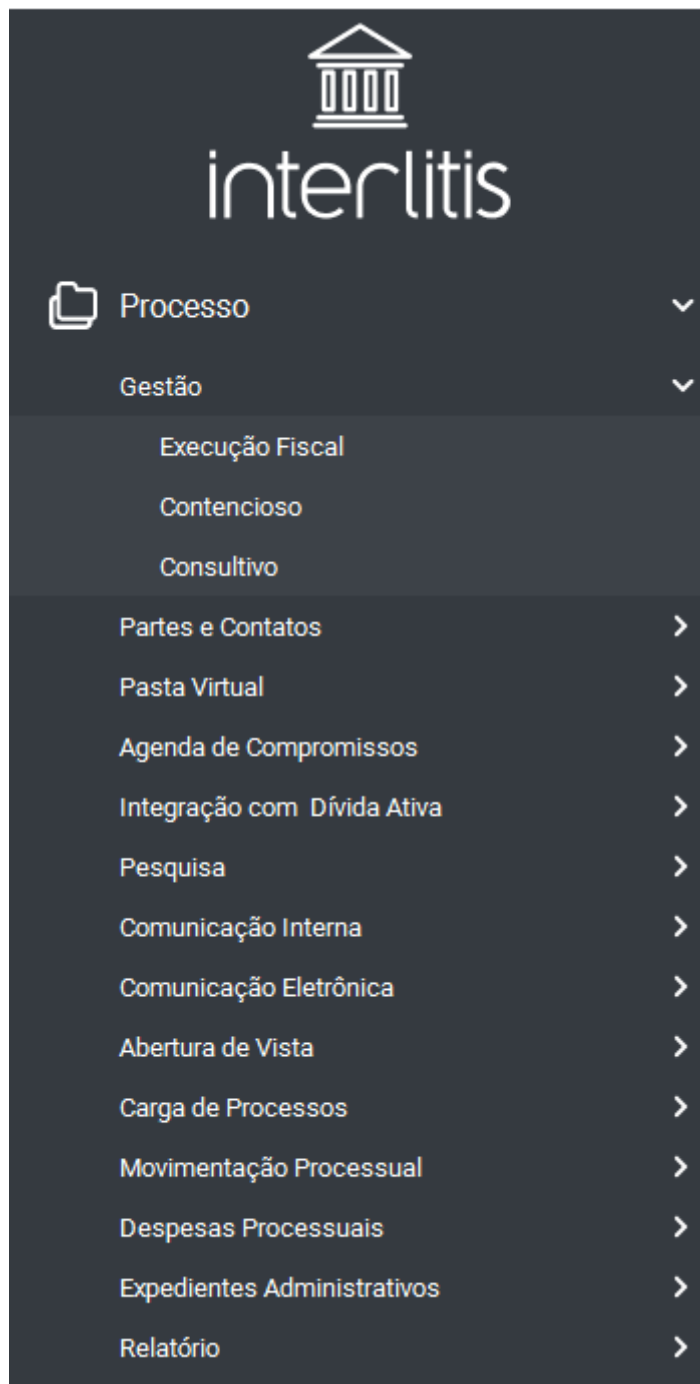 interlitis
Processo
Gestão
Execução Fiscal
Contencioso
Consultivo
Partes e Contatos
Pasta Virtual
Agenda de Compromissos
Integração com  Dívida Ativa
Pesquisa
Comunicação Interna
Comunicação Eletrônica
Abertura de Vista
Carga de Processos
Movimentação Processual
Despesas Processuais
Expedientes Administrativos
Relatório